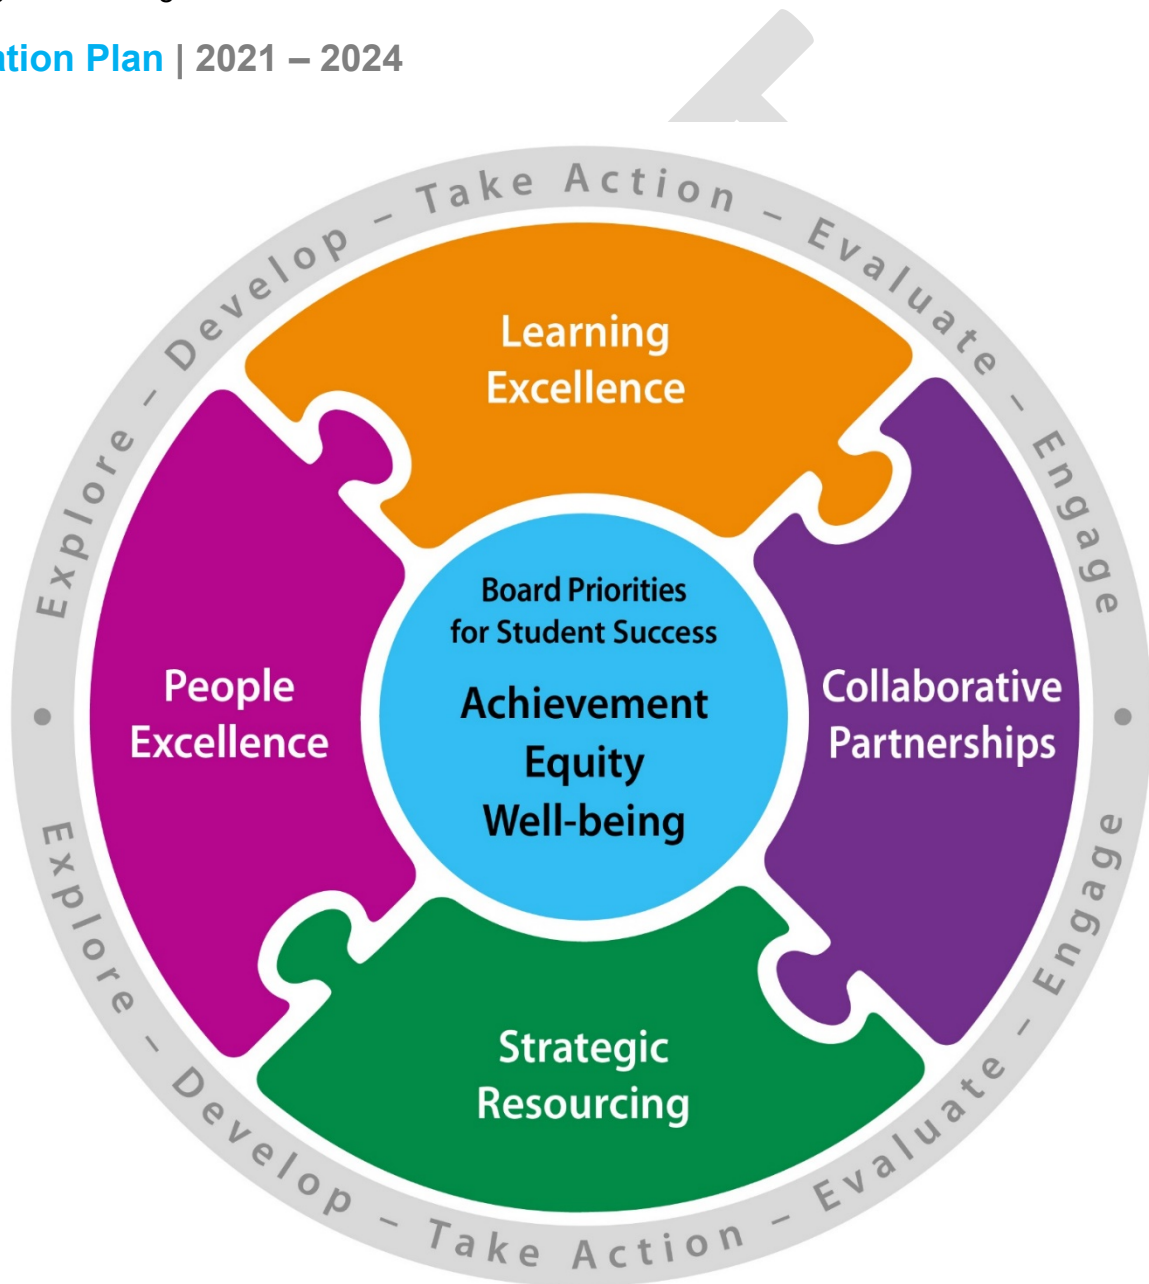 ation Plan | 2021 – 2024
Explore – Develop – Take Action – Evaluate – Engage
Learning
Excellence
People
Excellence
Board Priorities
for Student Success
Achievement
Equity
Well-being
Collaborative
Partnerships
Strategic
Resourcing
Explore – Develop – Take Action – Evaluate – Engage